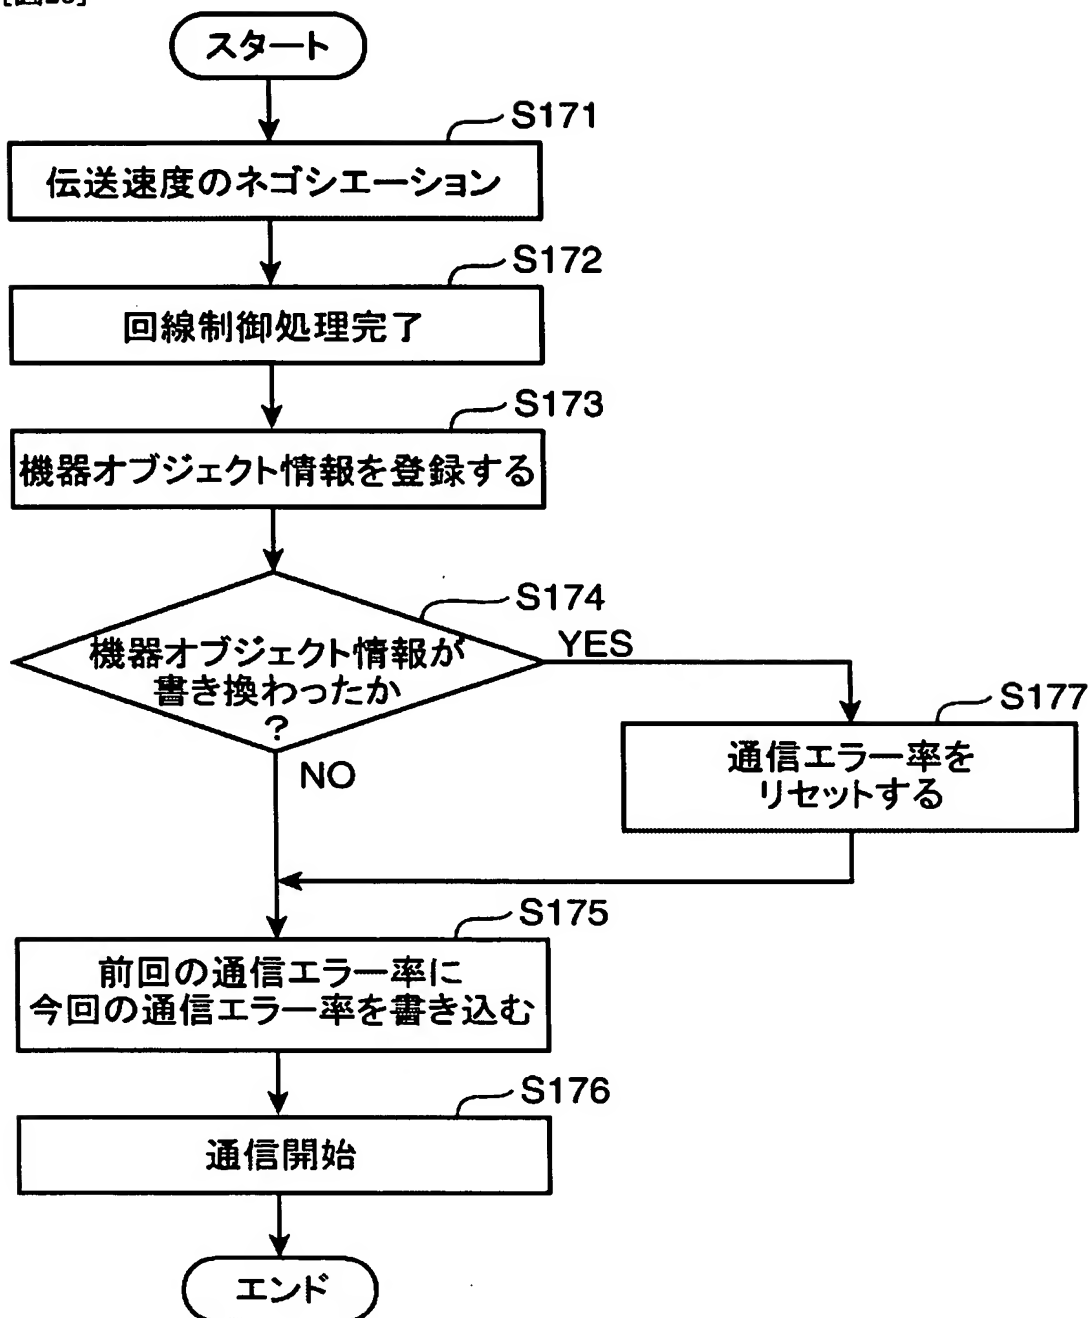 スタート
S171
伝送速度のネゴシエーション
S172
回線制御処理完了
S173
機器オブジェクト情報を登録する
S174
機器オブジェクト情報が
書き換わったか
?
YES
NO
S177
通信エラー率を
リセットする
S175
前回の通信エラー率に
今回の通信エラー率を書き込む
S176
通信開始
エンド